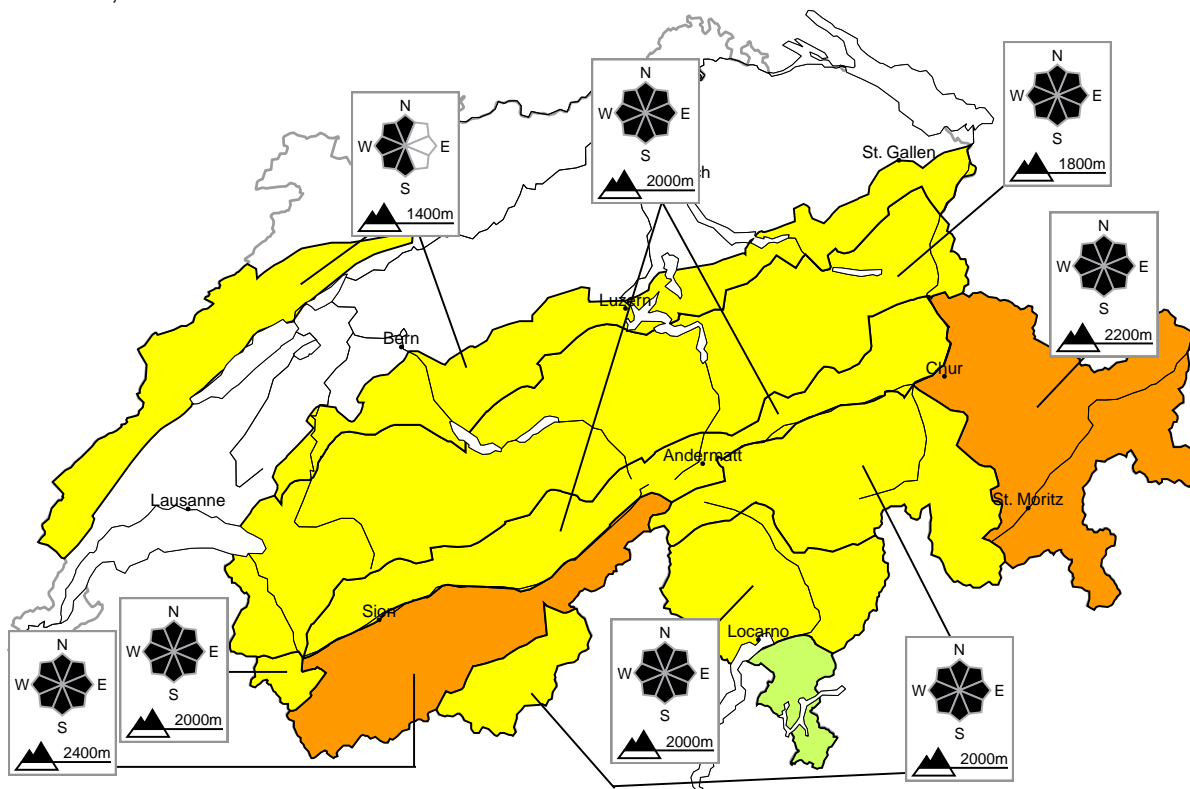 N
W E
S
1400m
N
W E
S
2000m
N
W E
S
1800m
N
W E
S
2200m
St. Gallen
ch
Luzern
Bern
Chur
Andermatt
Lausanne
St. Moritz
Sion
Locarno
N
W E
S
2400m
N
W E
S
2000m
N
W E
S
2000m
N
W E
S
2000m